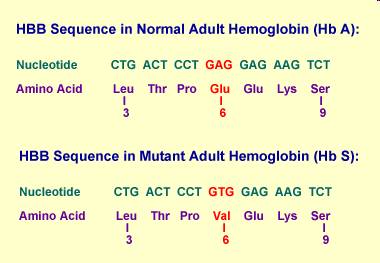 HBB Sequence in Normal Adult Hemoglobin (Hb A):
Nucleotide CTG ACT CCT GAG GAG AAG TCT
Amino Acid Leu Thr Pro Glu Glu Lys Ser
3 6 9
HBB Sequence in Mutant Adult Hemoglobin (Hb S):
Nucleotide CTG ACT CCT GTG GAG AAG TCT
Amino Acid Leu Thr Pro Val Glu Lys Ser
3 6 9